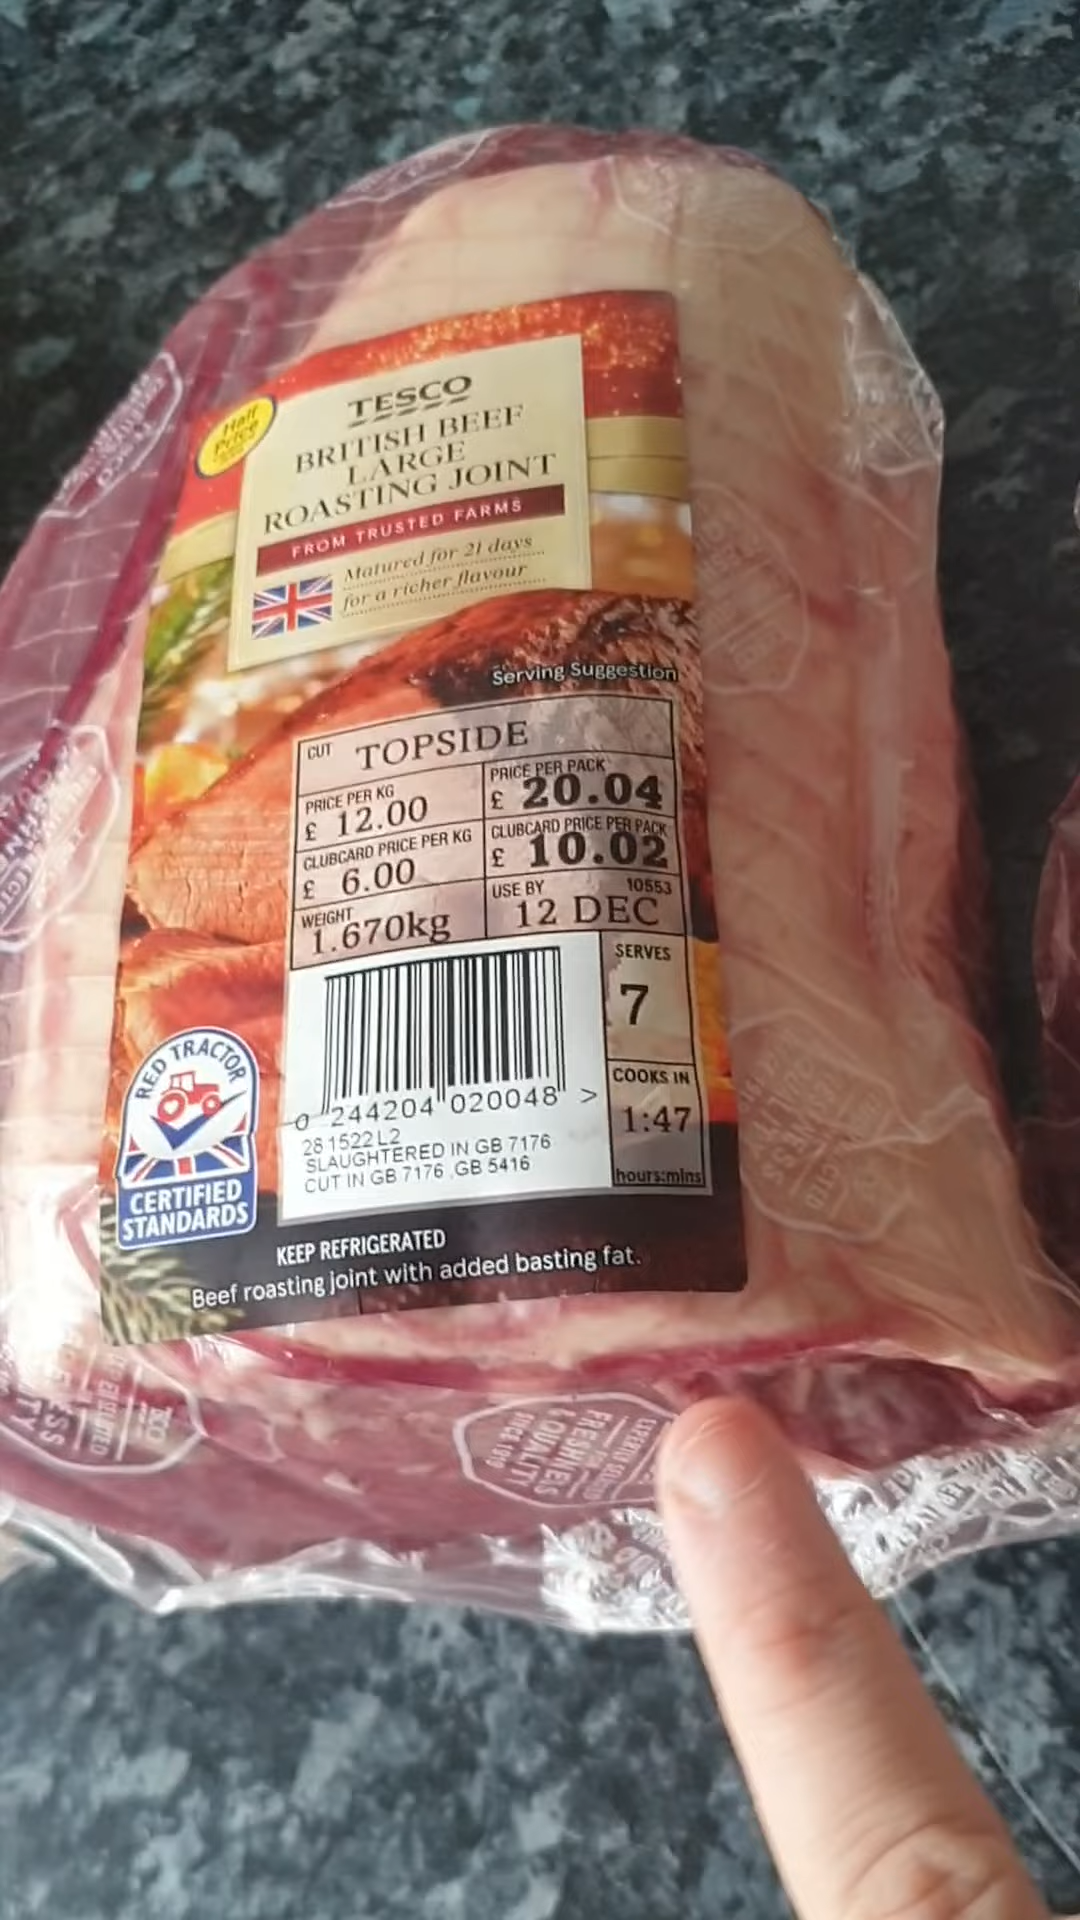 Half
Price
TESCO
BRITISH BEEF
LARGE
ROASTING JOINT
FROM TRUSTED FARMS
Matured for 21 days
for a richer flavour
Serving Suggestion
CUT TOPSIDE
PRICE PER KG
£ 12.00
PRICE PER PACK
£ 20.04
CLUBCARD PRICE PER KG
£ 6.00
CLUBCARD PRICE PER PACK
£ 10.02
WEIGHT
1.670kg
USE BY 10553
12 DEC
SERVES
7
COOKS IN
1:47
hours:mins
0 244204 020048 >
28 1522 L2
SLAUGHTERED IN GB 7176
CUT IN GB 7176 .GB 5416
RED TRACTOR
CERTIFIED
STANDARDS
KEEP REFRIGERATED
Beef roasting joint with added basting fat.
FRESHNESS
& QUALITY
SINCE 1919